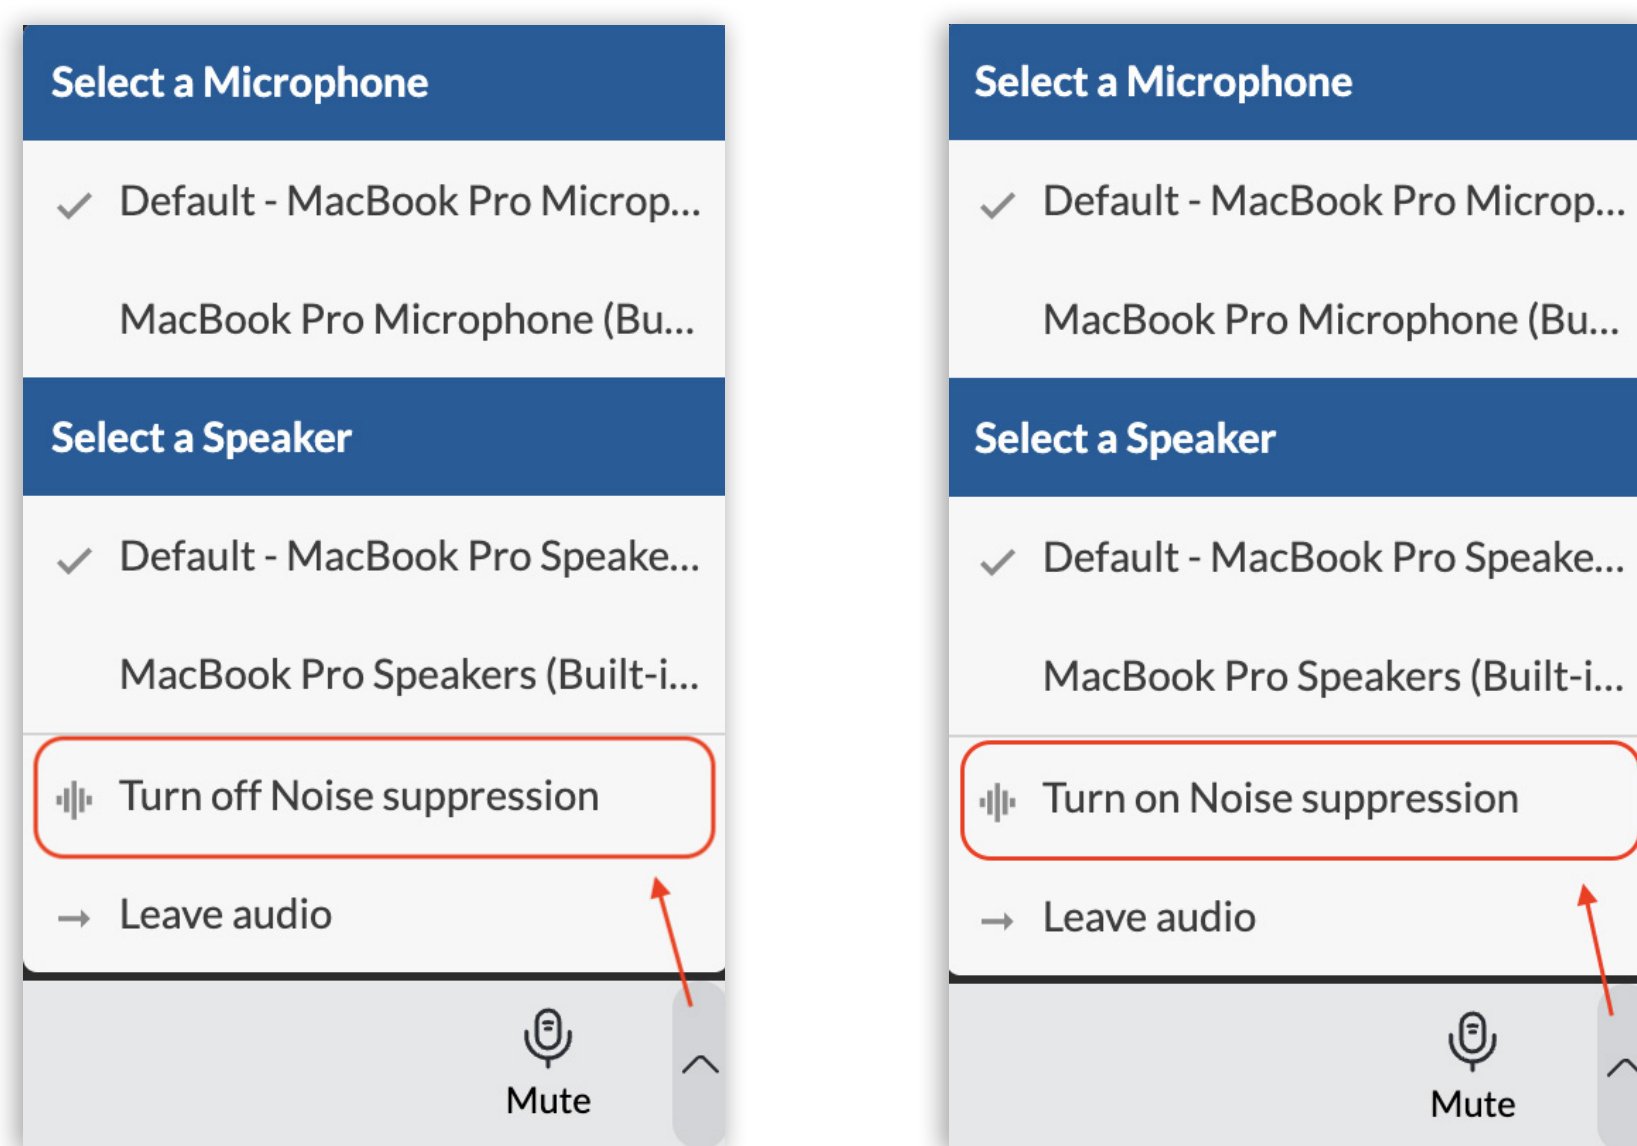 Select a Microphone
Default - MacBook Pro Microp...
MacBook Pro Microphone (Bu...
Select a Speaker
Default - MacBook Pro Speake...
MacBook Pro Speakers (Built-i...
Turn off Noise suppression
Leave audio
Mute
Select a Microphone
Default - MacBook Pro Microp...
MacBook Pro Microphone (Bu...
Select a Speaker
Default - MacBook Pro Speake...
MacBook Pro Speakers (Built-i...
Turn on Noise suppression
Leave audio
Mute